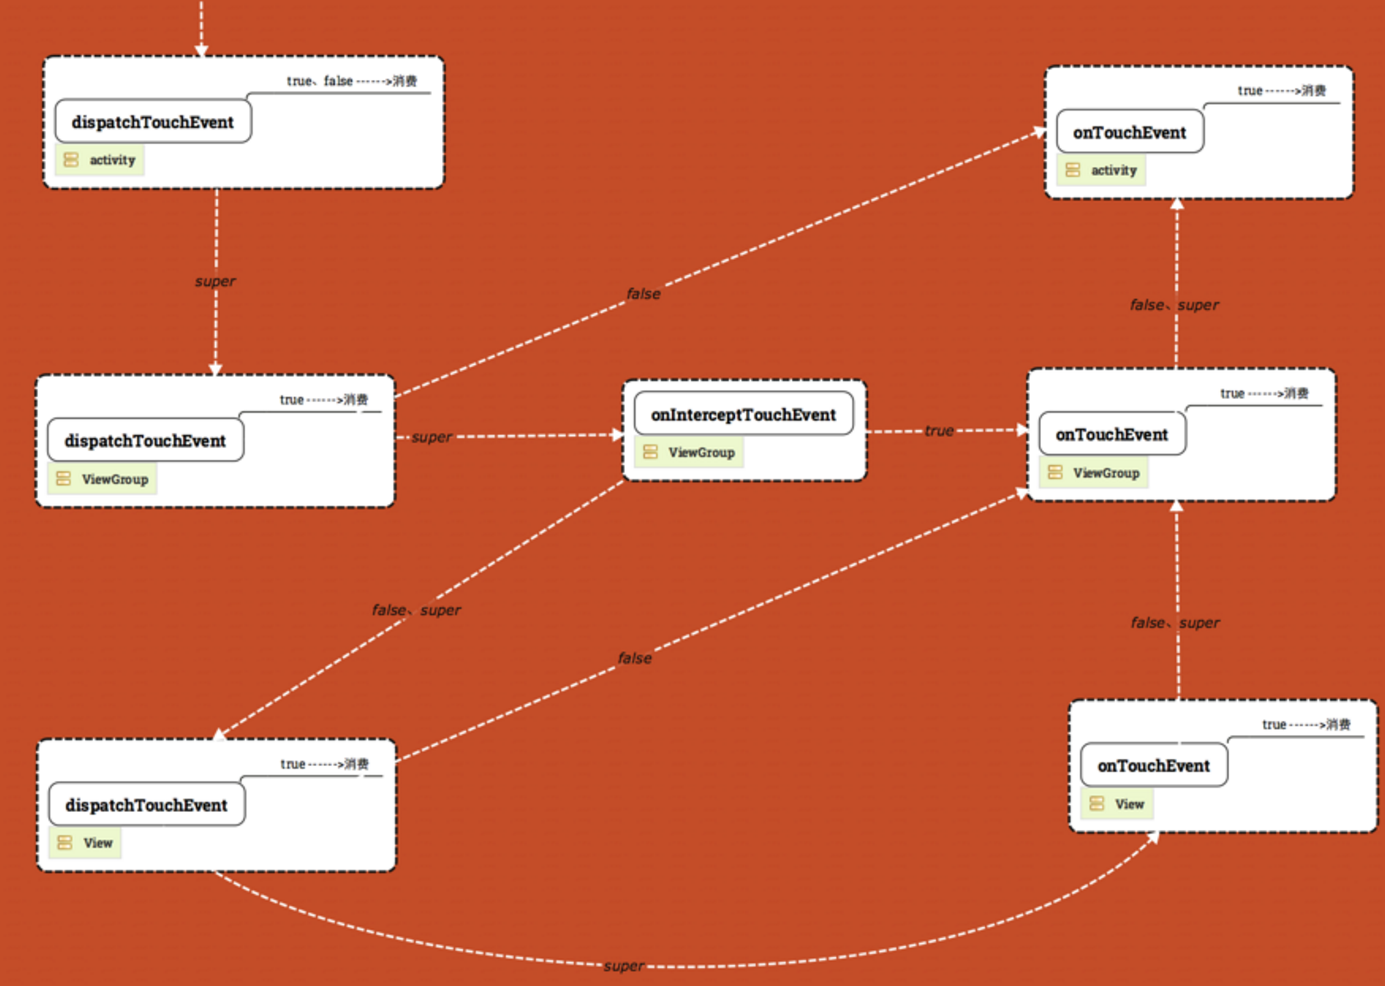 true、false ------>消费
dispatchTouchEvent
activity
true ------>消费
onTouchEvent
activity
super
false
false、super
true ------>消费
dispatchTouchEvent
ViewGroup
super
onInterceptTouchEvent
ViewGroup
true
true ------>消费
onTouchEvent
ViewGroup
false、super
false
false、super
true ------>消费
dispatchTouchEvent
View
true ------>消费
onTouchEvent
View
super